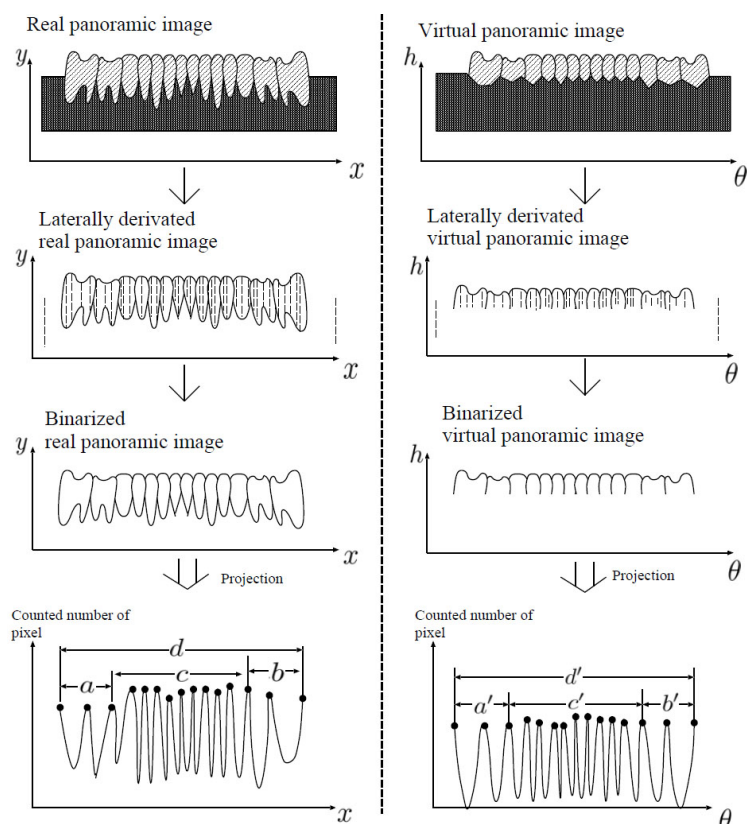 Real panoramic image
y
x
Laterally derivated
real panoramic image
y
x
Binarized
real panoramic image
y
x
Projection
Counted number of
pixel
d
a
c
b
x
Virtual panoramic image
h
θ
Laterally derivated
virtual panoramic image
h
θ
Binarized
virtual panoramic image
h
θ
Projection
Counted number of
pixel
d'
a'
c'
b'
θ